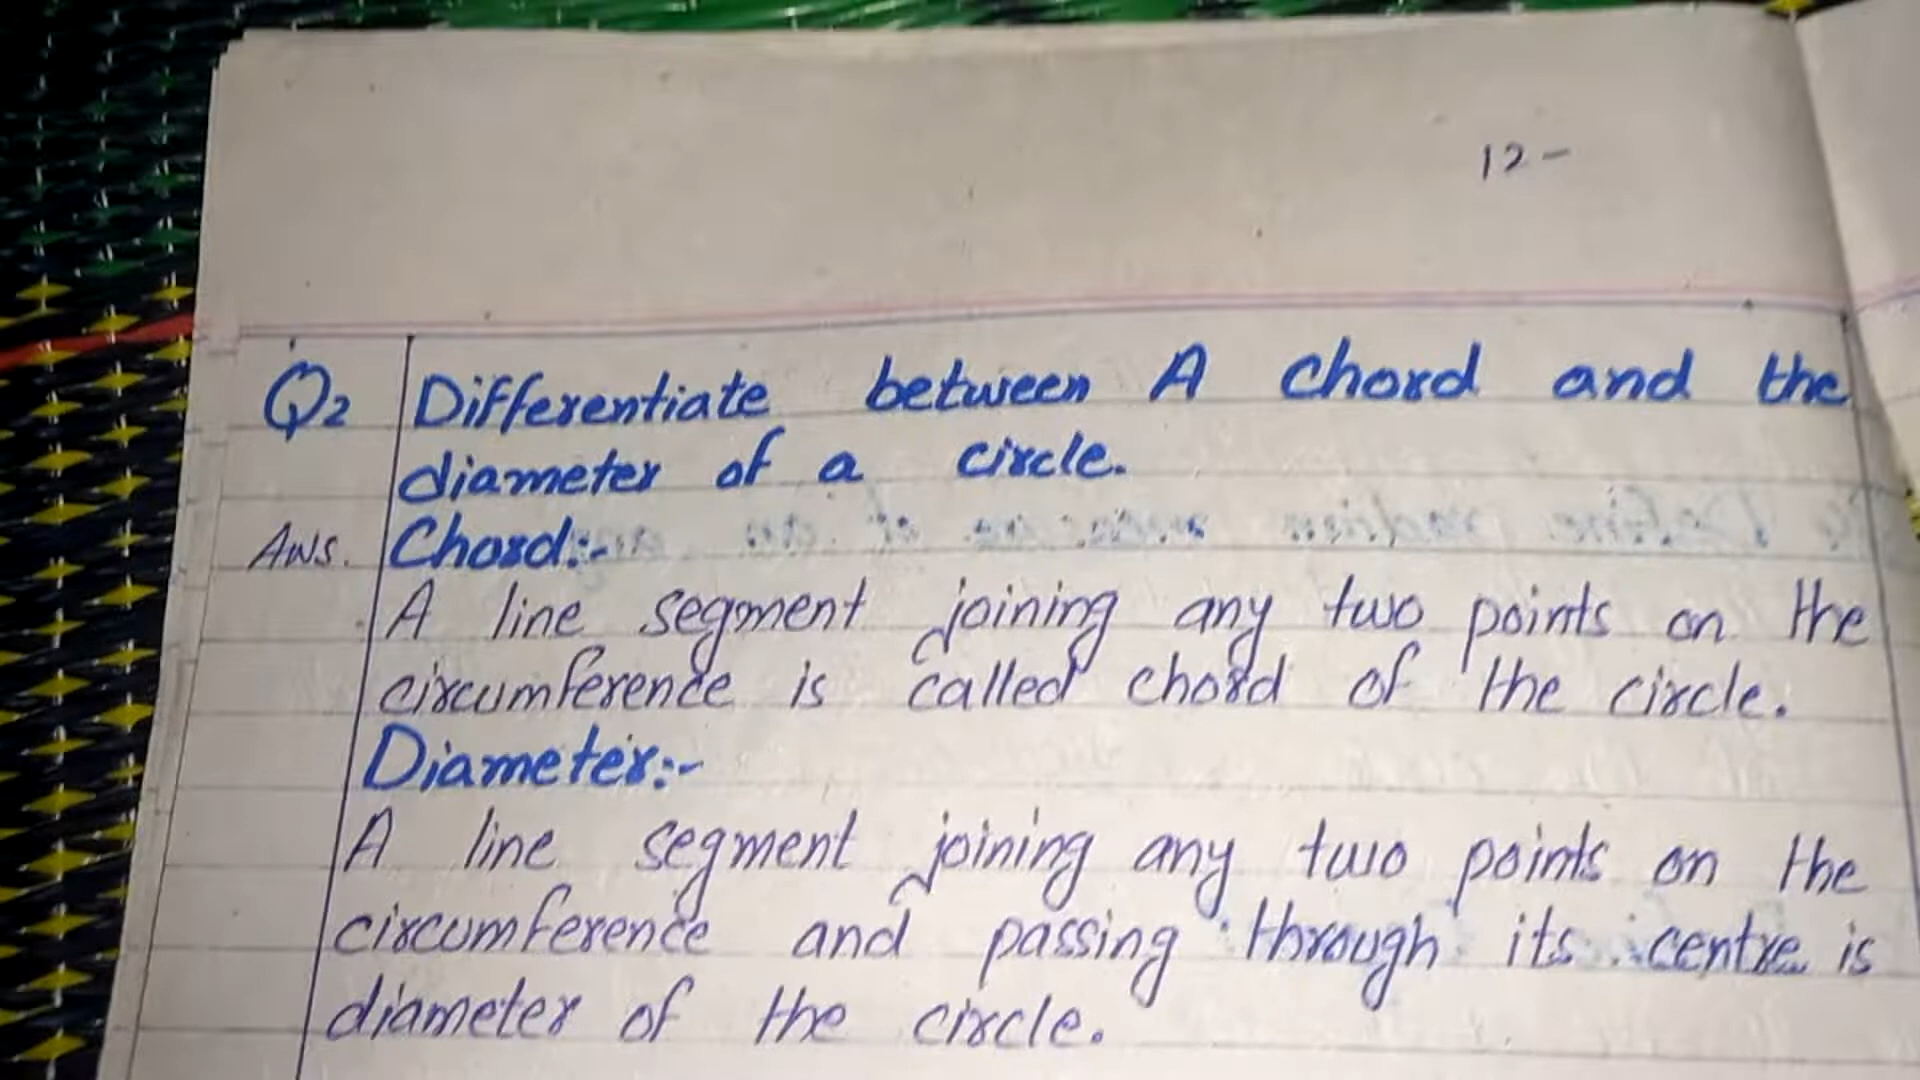 12-
Q2 Differentiate between A chord and the
diameter of a circle.
Ans. Chord:-
A line segment joining any two points on the
circumference is called chord of the circle.
Diameter:-
A line segment joining any two points on the
circumference and passing through its centre is
diameter of the circle.